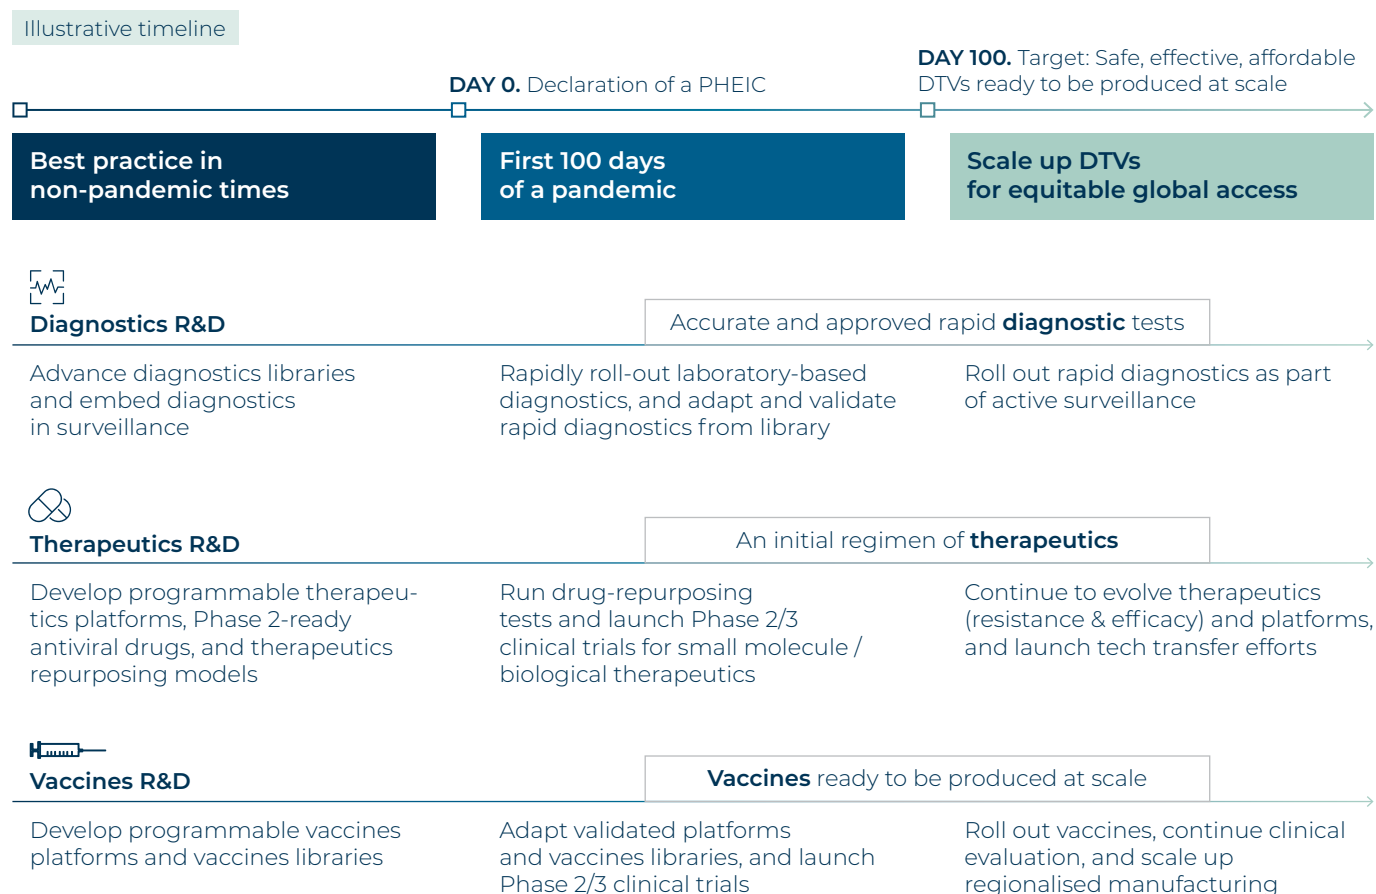 Illustrative timeline
DAY 0. Declaration of a PHEIC
DAY 100. Target: Safe, effective, affordable
DTVs ready to be produced at scale
Best practice in
non-pandemic times
First 100 days
of a pandemic
Scale up DTVs
for equitable global access
Diagnostics R&D
Accurate and approved rapid diagnostic tests
Advance diagnostics libraries
and embed diagnostics
in surveillance
Rapidly roll-out laboratory-based
diagnostics, and adapt and validate
rapid diagnostics from library
Roll out rapid diagnostics as part
of active surveillance
Therapeutics R&D
An initial regimen of therapeutics
Develop programmable therapeu-
tics platforms, Phase 2-ready
antiviral drugs, and therapeutics
repurposing models
Run drug-repurposing
tests and launch Phase 2/3
clinical trials for small molecule /
biological therapeutics
Continue to evolve therapeutics
(resistance & efficacy) and platforms,
and launch tech transfer efforts
Vaccines R&D
Vaccines ready to be produced at scale
Develop programmable vaccines
platforms and vaccines libraries
Adapt validated platforms
and vaccines libraries, and launch
Phase 2/3 clinical trials
Roll out vaccines, continue clinical
evaluation, and scale up
regionalised manufacturing